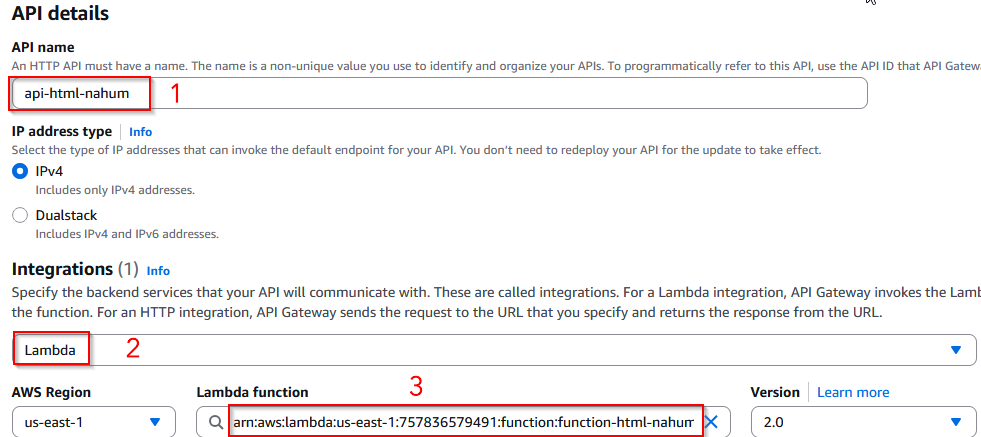 API details
API name
An HTTP API must have a name. The name is a non-unique value you use to identify and organize your APIs. To programmatically refer to this API, use the API ID that API Gatew
api-html-nahum 1
IP address type Info
Select the type of IP addresses that can invoke the default endpoint for your API. You don't need to redeploy your API for the update to take effect.
IPv4
Includes only IPv4 addresses.
Dualstack
Includes IPv4 and IPv6 addresses.
Integrations (1) Info
Specify the backend services that your API will communicate with. These are called integrations. For a Lambda integration, API Gateway invokes the Lamb
the function. For an HTTP integration, API Gateway sends the request to the URL that you specify and returns the response from the URL.
Lambda 2
3
AWS Region Lambda function Version Learn more
us-east-1 arn:aws:lambda:us-east-1:757836579491:function:function-html-nahum 2.0